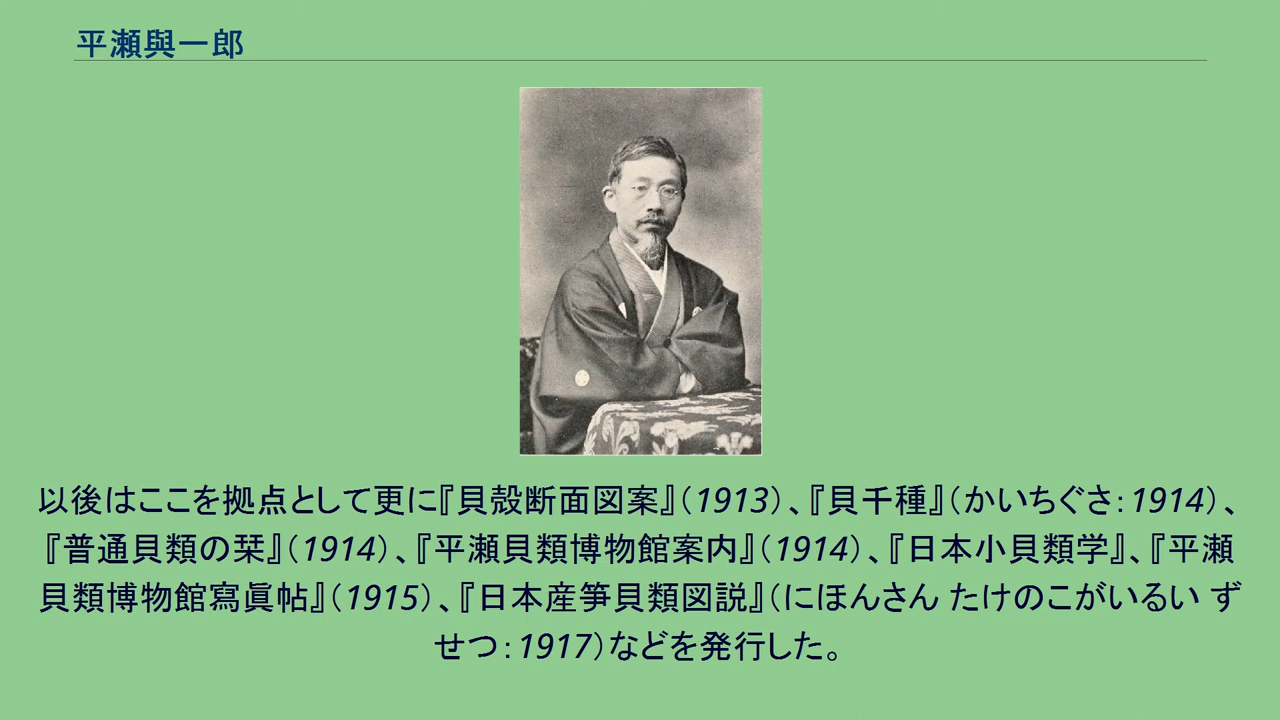 平瀬與一郎
以後はここを拠点として更に『貝殻断面図案』（1913）、『貝千種』（かいちぐさ：1914）、
『普通貝類の栞』（1914）、『平瀬貝類博物館案内』（1914）、『日本小貝類学』、『平瀬
貝類博物館寫眞帖』（1915）、『日本産笋貝類図説』（にほんさん たけのこがいるい ず
せつ：1917）などを発行した。